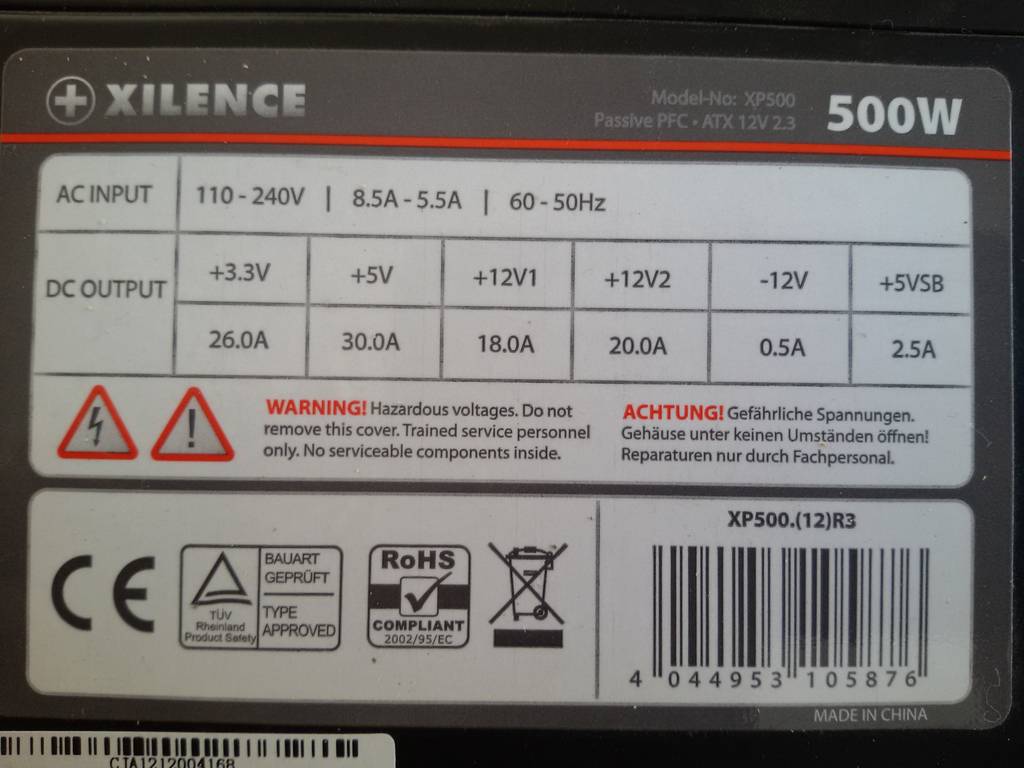 XILENCE
Model-No: XP500
Passive PFC • ATX 12V 2.3
500W
AC INPUT 110 - 240V | 8.5A - 5.5A | 60 - 50Hz
DC OUTPUT +3.3V +5V +12V1 +12V2 -12V +5VSB
26.0A 30.0A 18.0A 20.0A 0.5A 2.5A
WARNING! Hazardous voltages. Do not
remove this cover. Trained service personnel
only. No serviceable components inside.
ACHTUNG! Gefährliche Spannungen.
Gehäuse unter keinen Umständen öffnen!
Reparaturen nur durch Fachpersonal.
CE
TÜV
Rheinland
Product Safety
BAUART
GEPRÜFT
TYPE
APPROVED
RoHS
COMPLIANT
2002/95/EC
XP500.(12)R3
4 044953 105876
MADE IN CHINA
CJA1212004168